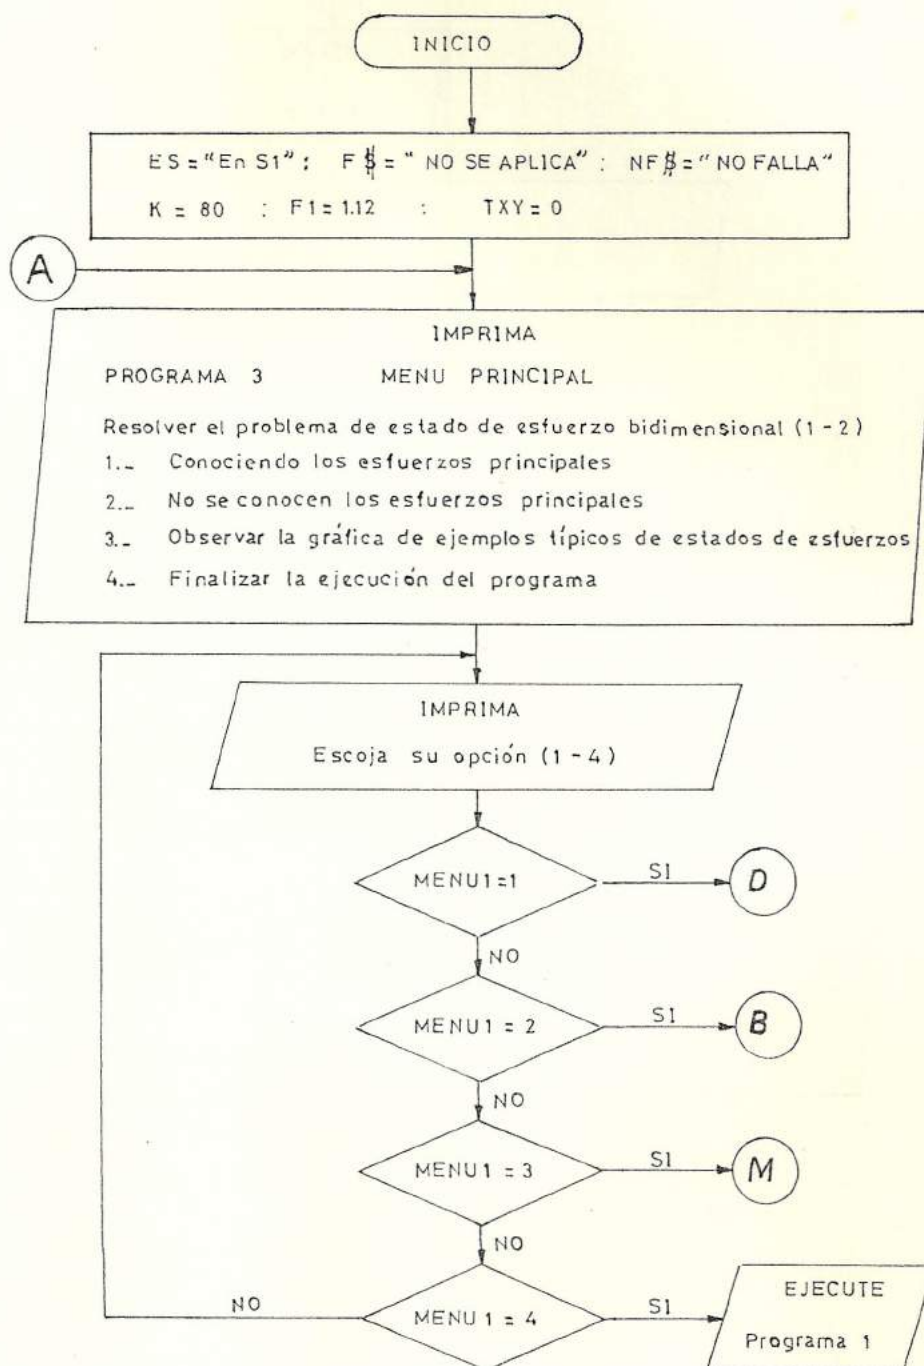 INICIO
ES = "En S1" : F$ = "NO SE APLICA" : NF$ = "NO FALLA"
K = 80 : F1 = 1.12 : TXY = 0
A
IMPRIMA
PROGRAMA 3 MENU PRINCIPAL
Resolver el problema de estado de esfuerzo bidimensional (1 - 2)
1._ Conociendo los esfuerzos principales
2._ No se conocen los esfuerzos principales
3._ Observar la gráfica de ejemplos típicos de estados de esfuerzos
4._ Finalizar la ejecución del programa
IMPRIMA
Escoja su opción (1 - 4)
MENU1=1
SI
D
NO
MENU1 = 2
SI
B
NO
MENU1 = 3
SI
M
NO
NO
MENU1 = 4
SI
EJECUTE
Programa 1